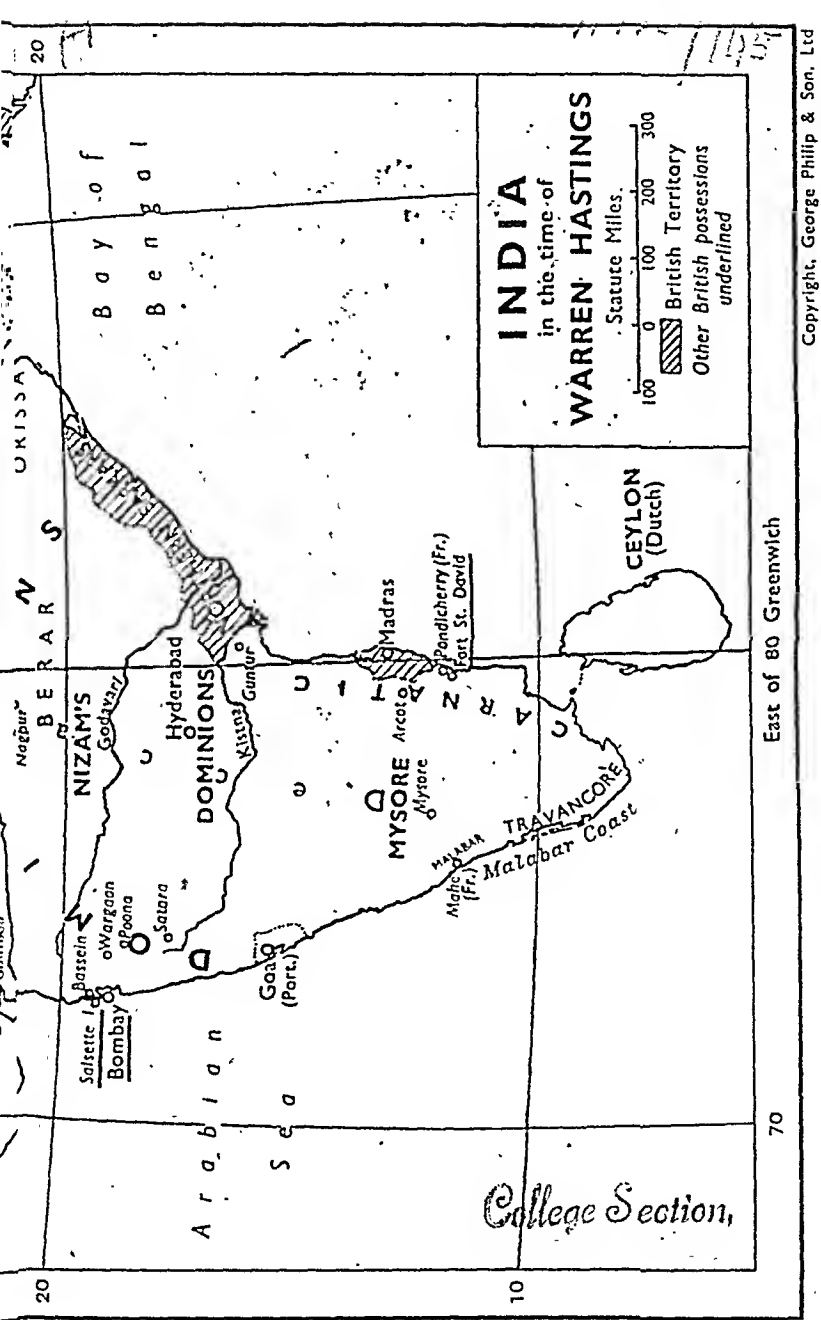 20
Bay of
Bengal
ORISSA
BERAR
Nagpur
NIZAM'S
DOMINIONS
Godavari
Hyderabad
Kistna
Guntur
Bassein
Salsette I.
Bombay
Wargaon
Poona
Satara
Goa
(Port.)
Arabian
Sea
MYSORE
Mysore
Arcot
Madras
CARNATIC
Pondicherry (Fr.)
Fort St. David
MALABAR
Mahe
(Fr.)
TRAVANCORE
Malabar Coast
CEYLON
(Dutch)
INDIA
in the time of
WARREN HASTINGS
Statute Miles
100 0 100 200 300
British Territory
Other British possessions
underlined
20
10
70
East of 80 Greenwich
College Section,
Copyright, George Philip & Son, Ltd